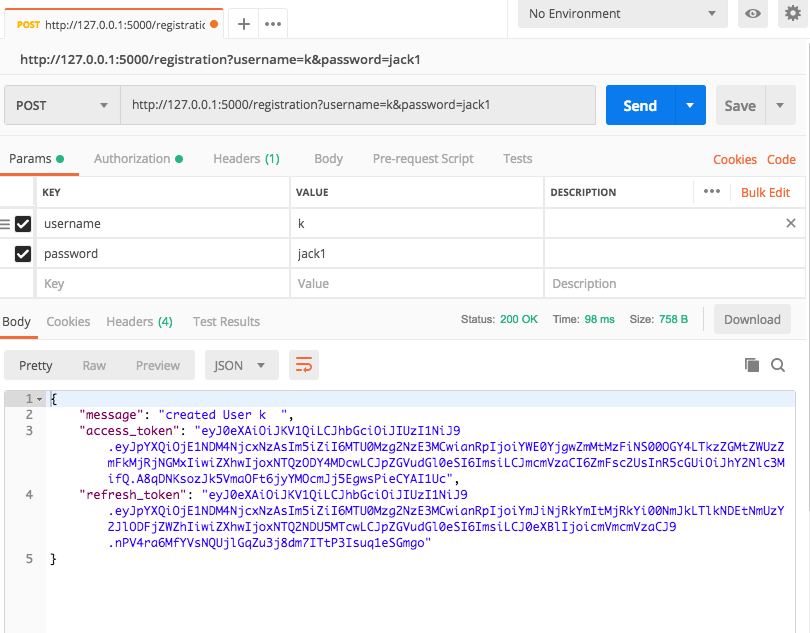 POST http://127.0.0.1:5000/registratic
No Environment
http://127.0.0.1:5000/registration?username=k&password=jack1
POST http://127.0.0.1:5000/registration?username=k&password=jack1 Send Save
Params Authorization Headers (1) Body Pre-request Script Tests Cookies Code
KEY VALUE DESCRIPTION Bulk Edit
username k
password jack1
Key Value Description
Body Cookies Headers (4) Test Results Status: 200 OK Time: 98 ms Size: 758 B Download
Pretty Raw Preview JSON
1 {
2 "message": "created User k  ",
3 "access_token": "eyJ0eXAiOiJKV1QiLCJhbGciOiJIUzI1NiJ9
.eyJpYXQiOjE1NDM4NjcxNzAsIm5iZiI6MTU0Mzg2NzE3MCwianRpIjoiYWE0YjgwZmMtMzFiNS00OGY4LTkzZGMtZWUzZ
mFkMjRjNGMxIiwiZXhwIjoxNTQzODY4MDcwLCJpZGVudGl0eSI6ImsiLCJmcmVzaCI6ZmFsc2UsInR5cGUiOiJhY2Nlc3M
ifQ.A8qDNKsozJk5VmaOFt6jyYMOcmJj5EgwsPieCYAI1Uc",
4 "refresh_token": "eyJ0eXAiOiJKV1QiLCJhbGciOiJIUzI1NiJ9
.eyJpYXQiOjE1NDM4NjcxNzAsIm5iZiI6MTU0Mzg2NzE3MCwianRpIjoiYmJiNjRkYmItMjRkYi00NmJkLTlkNDEtNmUzY
2JlODFjZWZhIiwiZXhwIjoxNTQ2NDU5MTcwLCJpZGVudGl0eSI6ImsiLCJ0eXBlIjoicmVmcmVzaCJ9
.nPV4ra6MfYVsNQUjlGqZu3j8dm7ITtP3Isuq1eSGmgo"
5 }